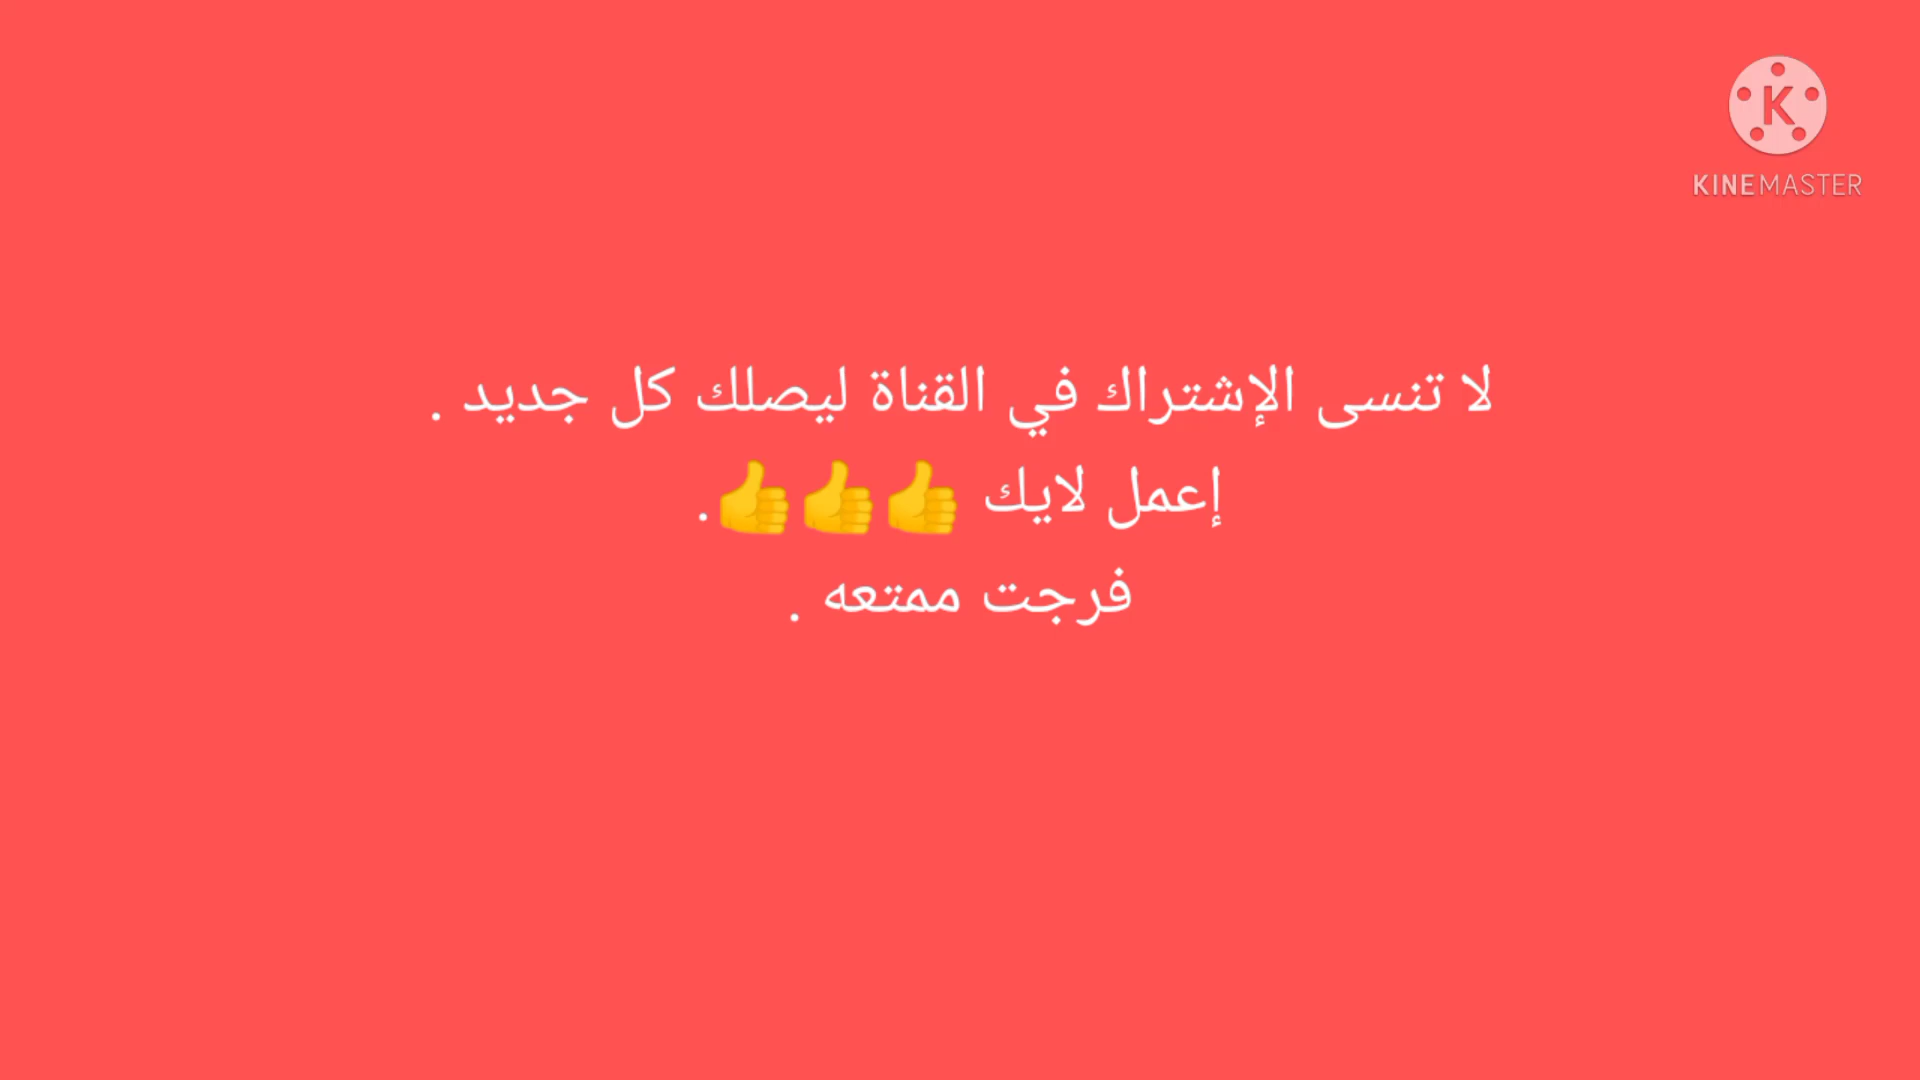 KINEMASTER
لا تنسى الإشتراك في القناة ليصلك كل جديد .
إعمل لايك 👍👍👍.
فرجت ممتعه .